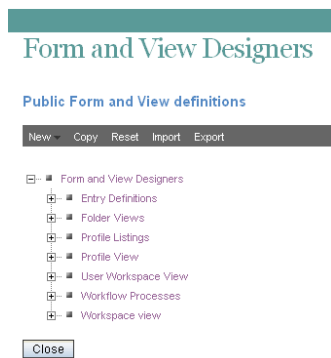 Form and View Designers
Public Form and View definitions
New Copy Reset Import Export
Form and View Designers
Entry Definitions
Folder Views
Profile Listings
Profile View
User Workspace View
Workflow Processes
Workspace view
Close